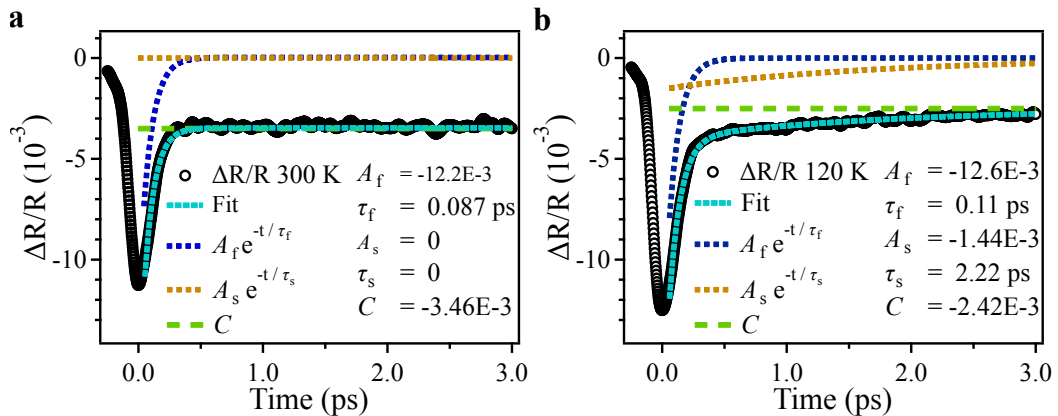 a
ΔR/R (10⁻³)
0
-5
-10
0.0 1.0 2.0 3.0
Time (ps)
ΔR/R 300 K
Fit
A_f e^{-t / τ_f}
A_s e^{-t / τ_s}
C
A_f = -12.2E-3
τ_f = 0.087 ps
A_s = 0
τ_s = 0
C = -3.46E-3
b
ΔR/R (10⁻³)
0
-5
-10
0.0 1.0 2.0 3.0
Time (ps)
ΔR/R 120 K
Fit
A_f e^{-t / τ_f}
A_s e^{-t / τ_s}
C
A_f = -12.6E-3
τ_f = 0.11 ps
A_s = -1.44E-3
τ_s = 2.22 ps
C = -2.42E-3